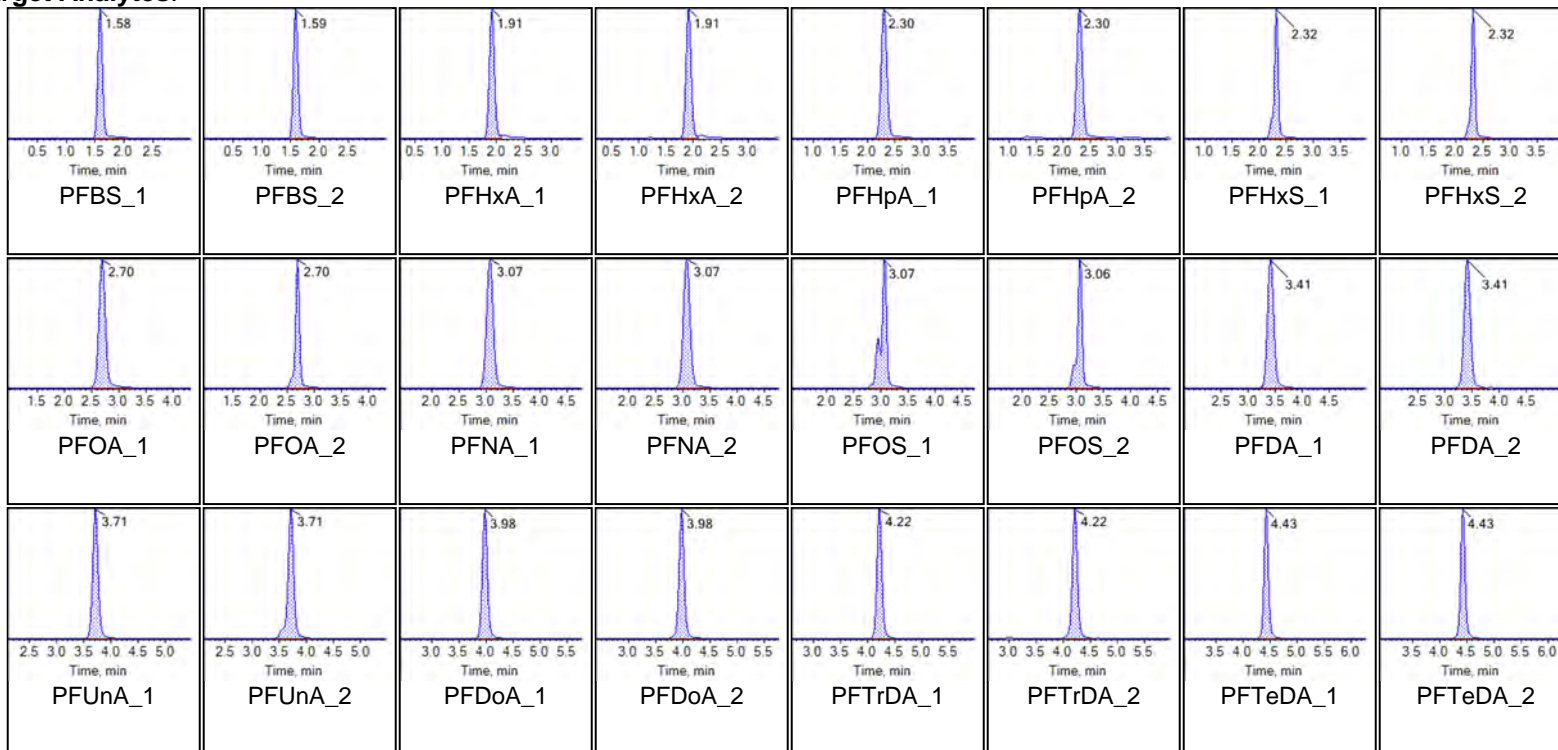 rget Analytes:
1.58 1.59 1.91 1.91 2.30 2.30 2.32 2.32
0.5 1.0 1.5 2.0 2.5 0.5 1.0 1.5 2.0 2.5 0.5 1.0 1.5 2.0 2.5 3.0 0.5 1.0 1.5 2.0 2.5 3.0 1.0 1.5 2.0 2.5 3.0 3.5 1.0 1.5 2.0 2.5 3.0 3.5 1.0 1.5 2.0 2.5 3.0 3.5 1.0 1.5 2.0 2.5 3.0 3.5
Time, min Time, min Time, min Time, min Time, min Time, min Time, min Time, min
PFBS_1 PFBS_2 PFHxA_1 PFHxA_2 PFHpA_1 PFHpA_2 PFHxS_1 PFHxS_2
2.70 2.70 3.07 3.07 3.07 3.06 3.41 3.41
1.5 2.0 2.5 3.0 3.5 4.0 1.5 2.0 2.5 3.0 3.5 4.0 2.0 2.5 3.0 3.5 4.0 4.5 2.0 2.5 3.0 3.5 4.0 4.5 2.0 2.5 3.0 3.5 4.0 4.5 2.0 2.5 3.0 3.5 4.0 4.5 2.5 3.0 3.5 4.0 4.5 2.5 3.0 3.5 4.0 4.5
Time, min Time, min Time, min Time, min Time, min Time, min Time, min Time, min
PFOA_1 PFOA_2 PFNA_1 PFNA_2 PFOS_1 PFOS_2 PFDA_1 PFDA_2
3.71 3.71 3.98 3.98 4.22 4.22 4.43 4.43
2.5 3.0 3.5 4.0 4.5 5.0 2.5 3.0 3.5 4.0 4.5 5.0 3.0 3.5 4.0 4.5 5.0 5.5 3.0 3.5 4.0 4.5 5.0 5.5 3.0 3.5 4.0 4.5 5.0 5.5 3.0 3.5 4.0 4.5 5.0 5.5 3.5 4.0 4.5 5.0 5.5 6.0 3.5 4.0 4.5 5.0 5.5 6.0
Time, min Time, min Time, min Time, min Time, min Time, min Time, min Time, min
PFUnA_1 PFUnA_2 PFDoA_1 PFDoA_2 PFTrDA_1 PFTrDA_2 PFTeDA_1 PFTeDA_2